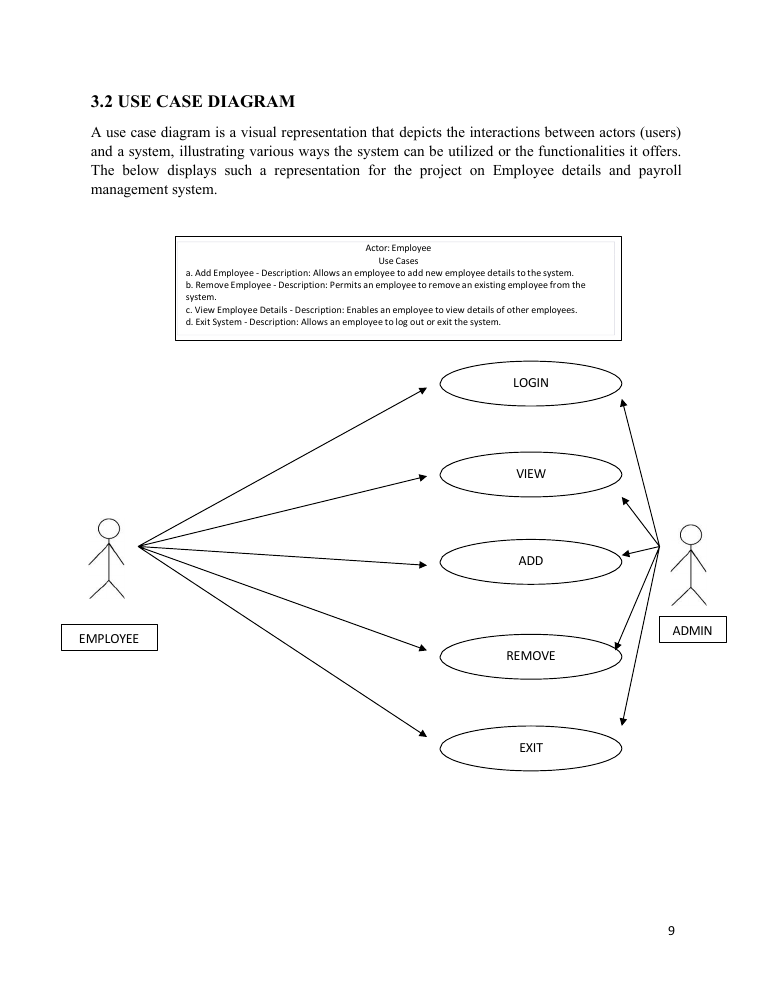 3.2 USE CASE DIAGRAM
A use case diagram is a visual representation that depicts the interactions between actors (users)
and a system, illustrating various ways the system can be utilized or the functionalities it offers.
The below displays such a representation for the project on Employee details and payroll
management system.
Actor: Employee
Use Cases
a. Add Employee - Description: Allows an employee to add new employee details to the system.
b. Remove Employee - Description: Permits an employee to remove an existing employee from the
system.
c. View Employee Details - Description: Enables an employee to view details of other employees.
d. Exit System - Description: Allows an employee to log out or exit the system.
LOGIN
VIEW
ADD
REMOVE
EXIT
EMPLOYEE
ADMIN
9